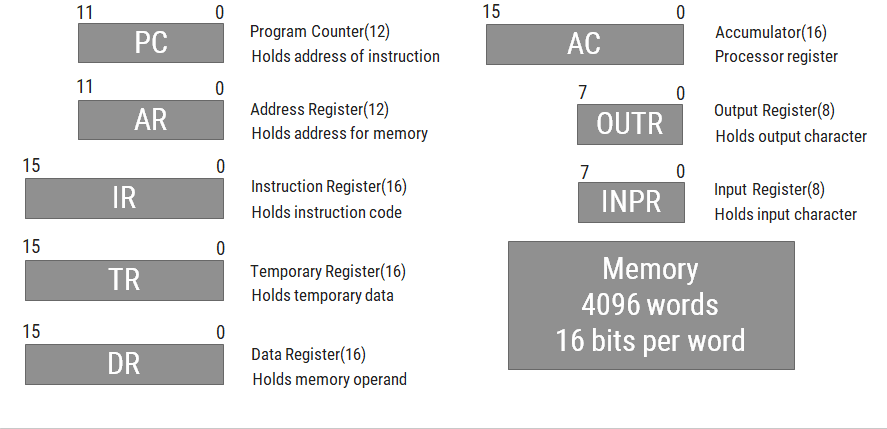 11 0
PC
Program Counter(12)
Holds address of instruction
11 0
AR
Address Register(12)
Holds address for memory
15 0
IR
Instruction Register(16)
Holds instruction code
15 0
TR
Temporary Register(16)
Holds temporary data
15 0
DR
Data Register(16)
Holds memory operand
15 0
AC
Accumulator(16)
Processor register
7 0
OUTR
Output Register(8)
Holds output character
7 0
INPR
Input Register(8)
Holds input character
Memory
4096 words
16 bits per word